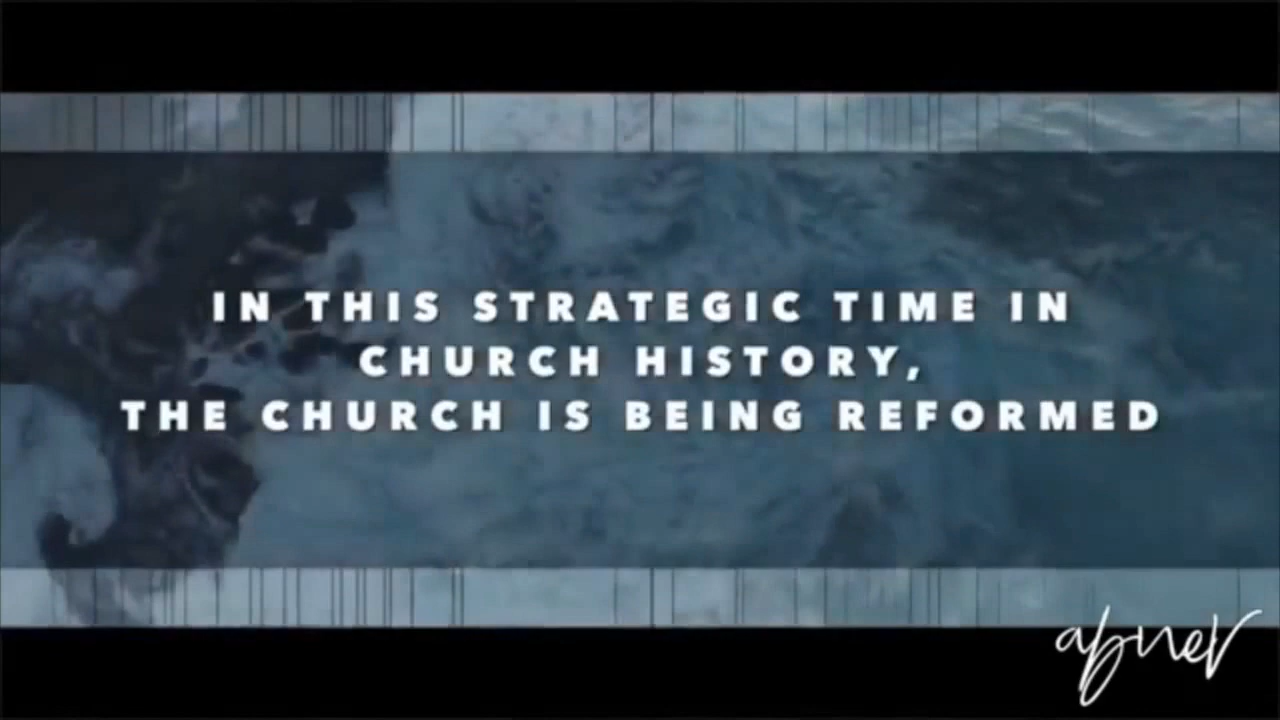 IN THIS STRATEGIC TIME IN
CHURCH HISTORY,
THE CHURCH IS BEING REFORMED
abner